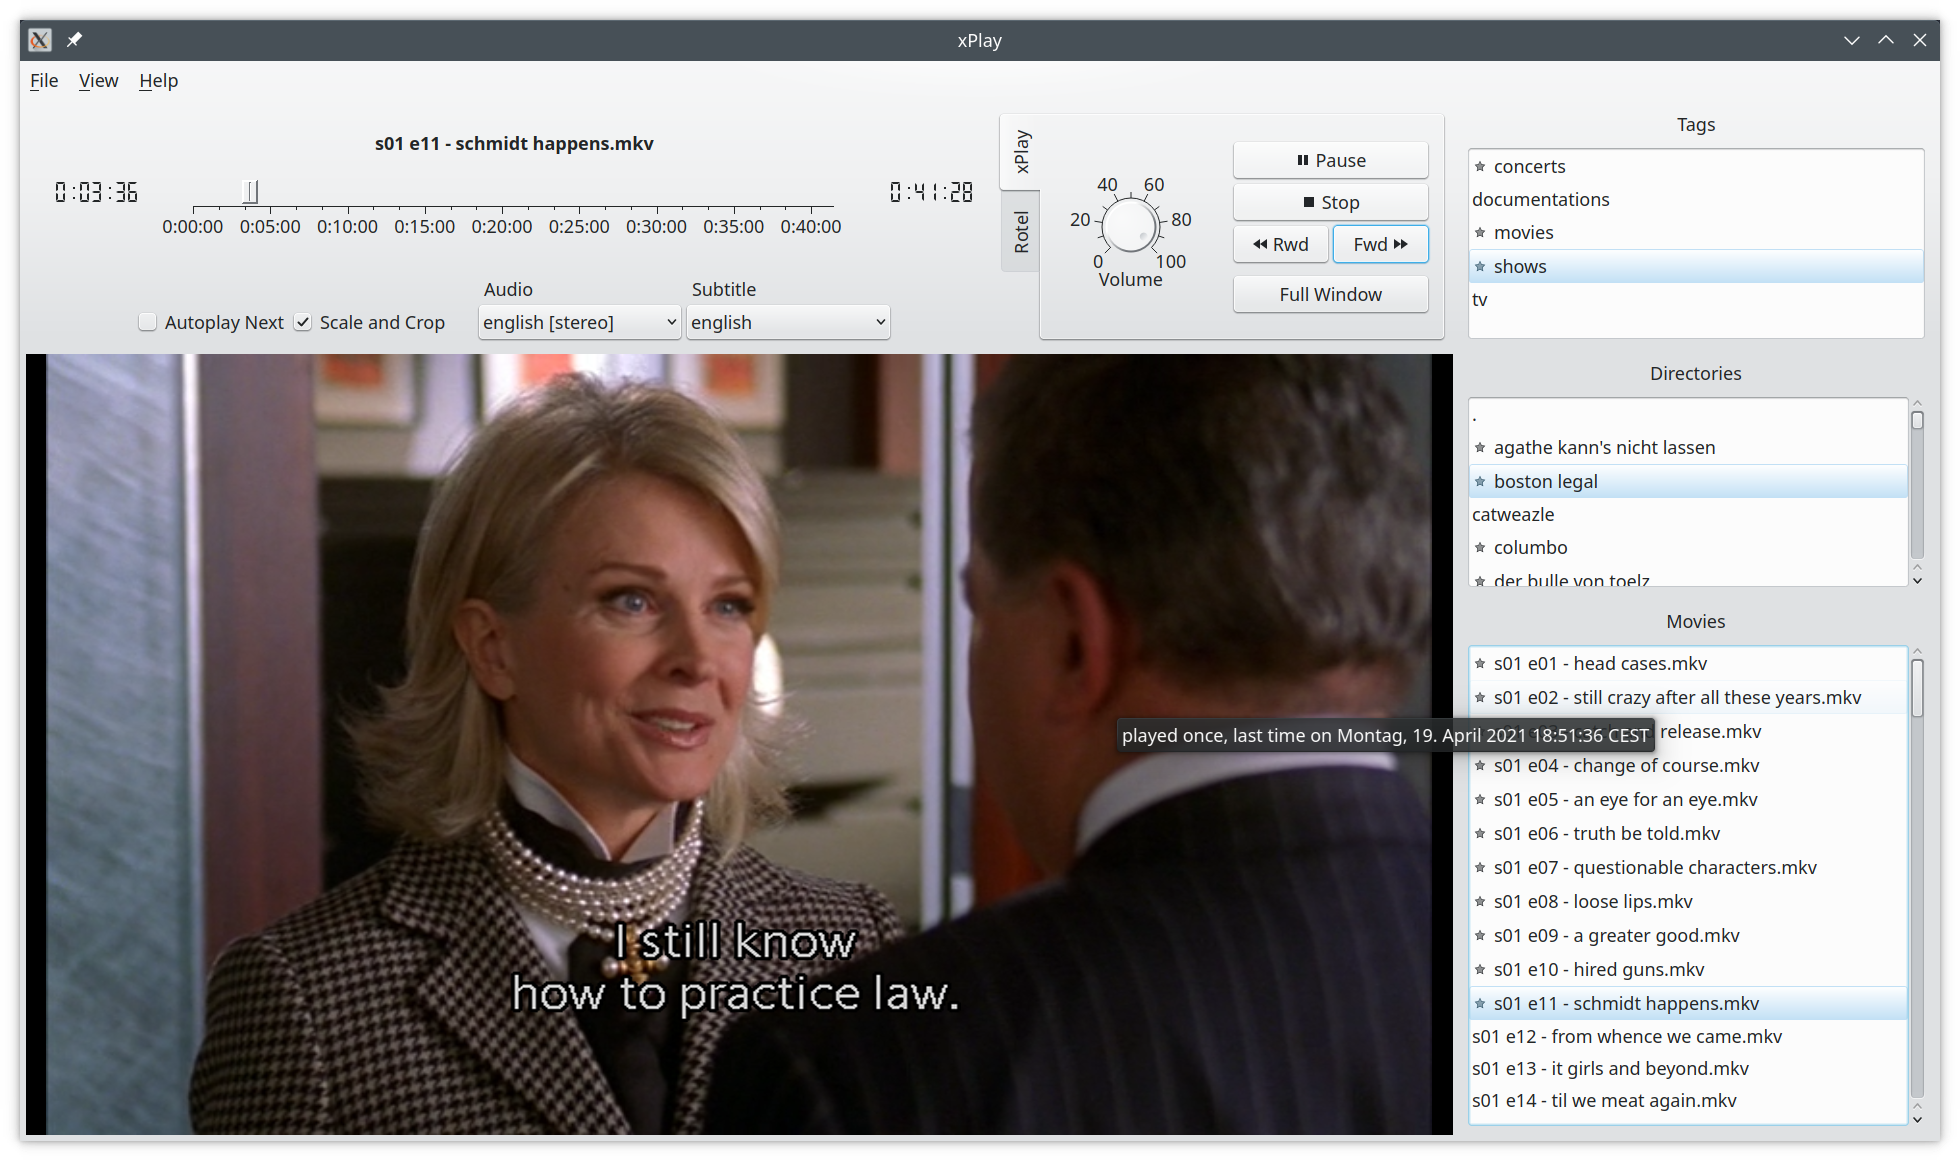 xPlay
File View Help
s01 e11 - schmidt happens.mkv
0:03:36
0:41:28
0:00:00 0:05:00 0:10:00 0:15:00 0:20:00 0:25:00 0:30:00 0:35:00 0:40:00
Audio
Subtitle
Autoplay Next
Scale and Crop
english [stereo]
english
xPlay
Rotel
0 20 40 60 80 100
Volume
Pause
Stop
Rwd
Fwd
Full Window
Tags
concerts
documentations
movies
shows
tv
Directories
.
agathe kann's nicht lassen
boston legal
catweazle
columbo
der bulle von toelz
Movies
s01 e01 - head cases.mkv
s01 e02 - still crazy after all these years.mkv
release.mkv
played once, last time on Montag, 19. April 2021 18:51:36 CEST
s01 e04 - change of course.mkv
s01 e05 - an eye for an eye.mkv
s01 e06 - truth be told.mkv
s01 e07 - questionable characters.mkv
s01 e08 - loose lips.mkv
s01 e09 - a greater good.mkv
s01 e10 - hired guns.mkv
s01 e11 - schmidt happens.mkv
s01 e12 - from whence we came.mkv
s01 e13 - it girls and beyond.mkv
s01 e14 - til we meat again.mkv
I still know
how to practice law.